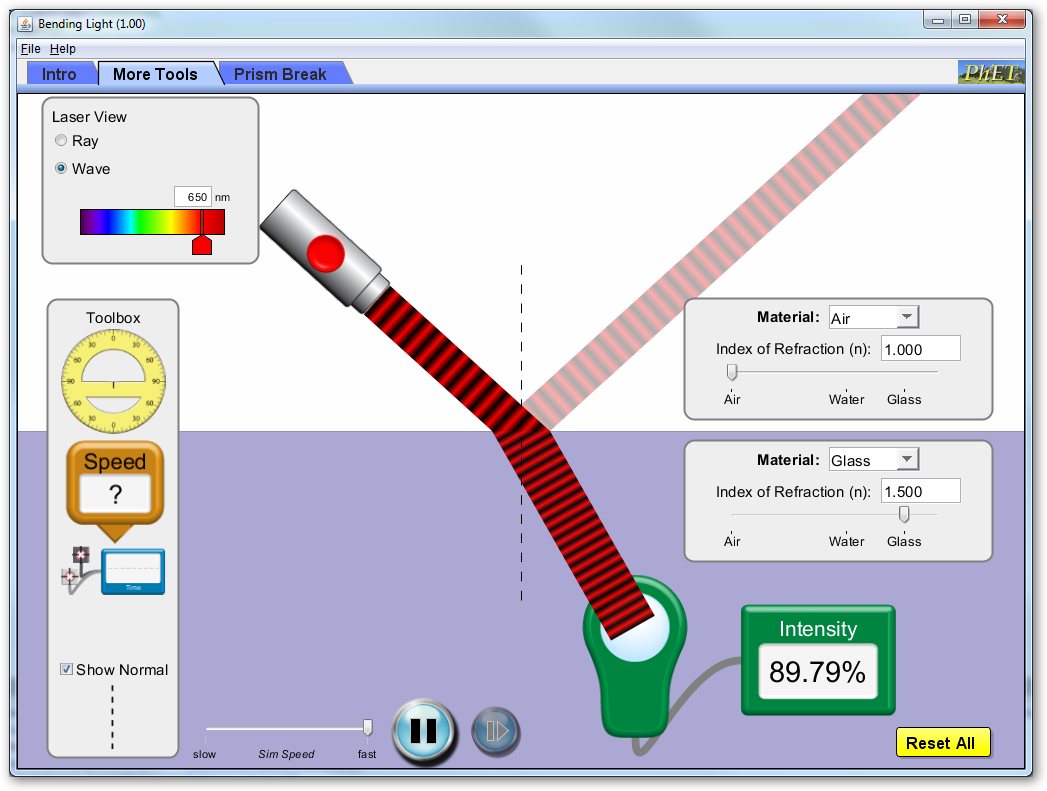 Bending Light (1.00)
File Help
Intro More Tools Prism Break
PhET
Laser View
Ray
Wave
650 nm
Toolbox
Speed
?
Time
Show Normal
Material: Air
Index of Refraction (n): 1.000
Air Water Glass
Material: Glass
Index of Refraction (n): 1.500
Air Water Glass
Intensity
89.79%
slow Sim Speed fast
Reset All